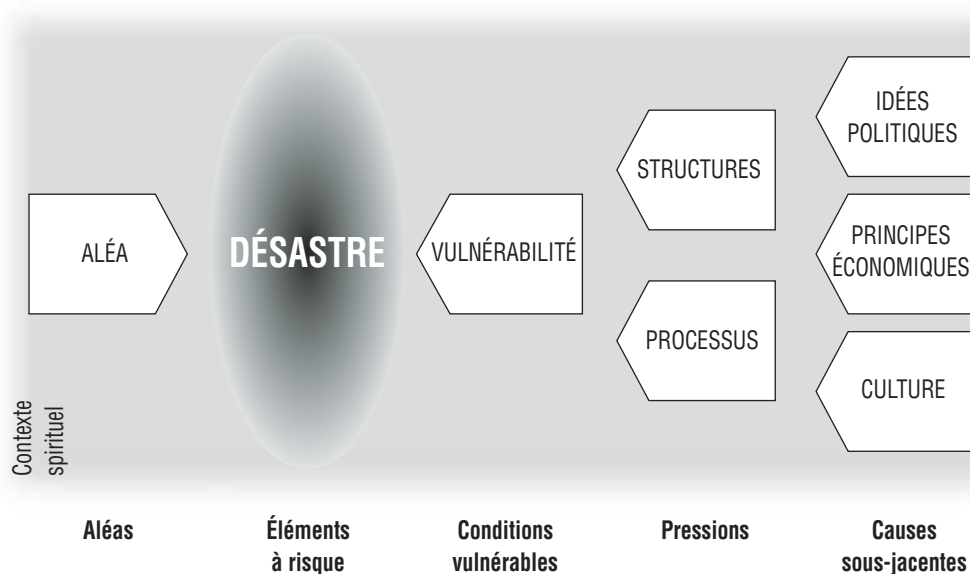 ALÉA
DÉSASTRE
VULNÉRABILITÉ
STRUCTURES
PROCESSUS
IDÉES
POLITIQUES
PRINCIPES
ÉCONOMIQUES
CULTURE
Contexte
spirituel
Aléas
Éléments
à risque
Conditions
vulnérables
Pressions
Causes
sous-jacentes